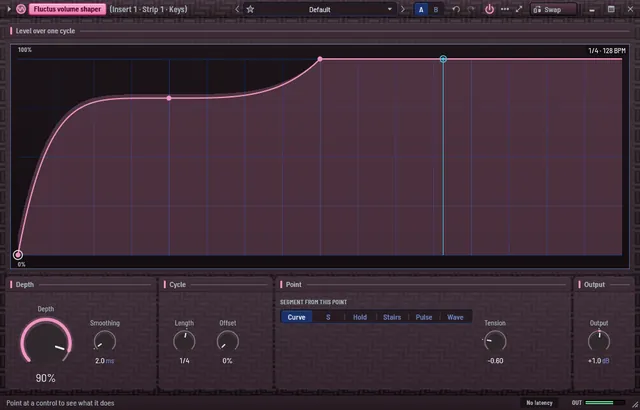 Fluctus volume shaper (Insert 1 · Strip 1 · Keys) Default A B Swap
Level over one cycle
100% 1/4 · 128 BPM
0%
Depth Cycle Point Output
SEGMENT FROM THIS POINT
Curve S Hold Stairs Pulse Wave
Depth Smoothing Length Offset Tension Output
2.0 ms 1/4 0% -0.60 +1.0 dB
90%
Point at a control to see what it does No latency OUT